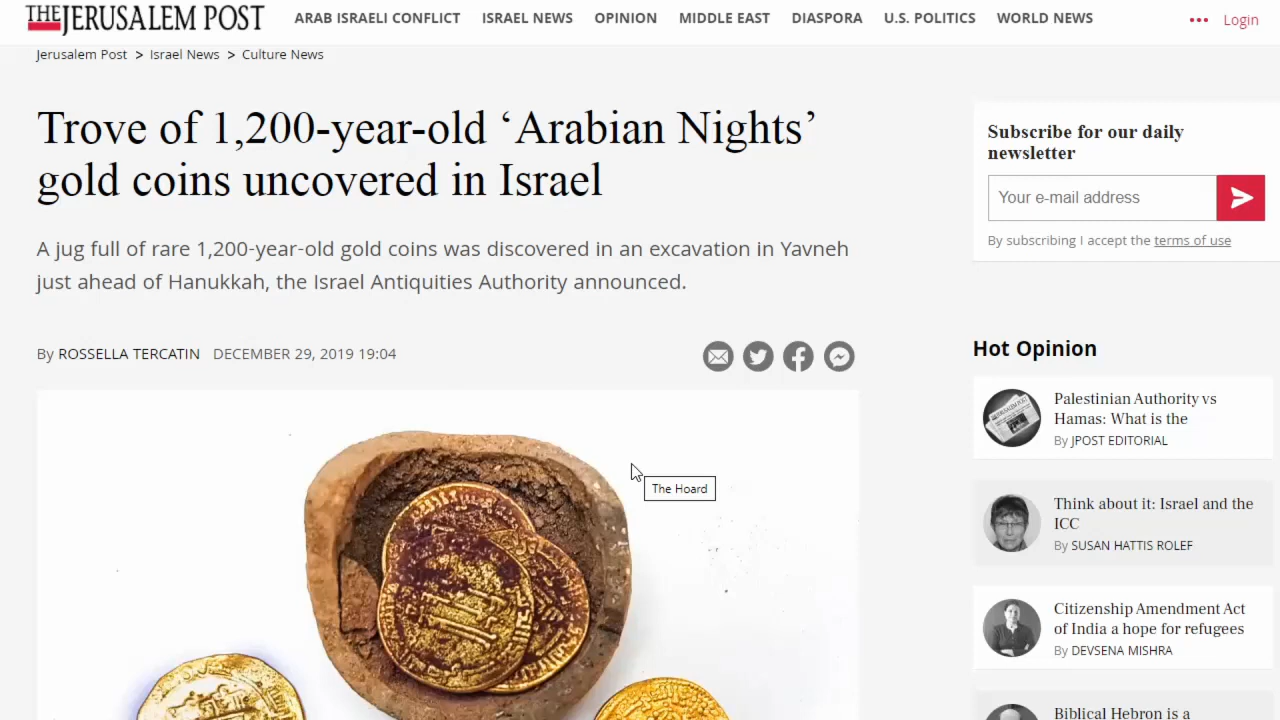 THE JERUSALEM POST
ARAB ISRAELI CONFLICT ISRAEL NEWS OPINION MIDDLE EAST DIASPORA U.S. POLITICS WORLD NEWS
••• Login
Jerusalem Post > Israel News > Culture News
Trove of 1,200-year-old ‘Arabian Nights’
gold coins uncovered in Israel
A jug full of rare 1,200-year-old gold coins was discovered in an excavation in Yavneh
just ahead of Hanukkah, the Israel Antiquities Authority announced.
By ROSSELLA TERCATIN DECEMBER 29, 2019 19:04
The Hoard
Subscribe for our daily
newsletter
Your e-mail address
By subscribing I accept the terms of use
Hot Opinion
Palestinian Authority vs
Hamas: What is the
By JPOST EDITORIAL
Think about it: Israel and the
ICC
By SUSAN HATTIS ROLEF
Citizenship Amendment Act
of India a hope for refugees
By DEVSENA MISHRA
Biblical Hebron is a